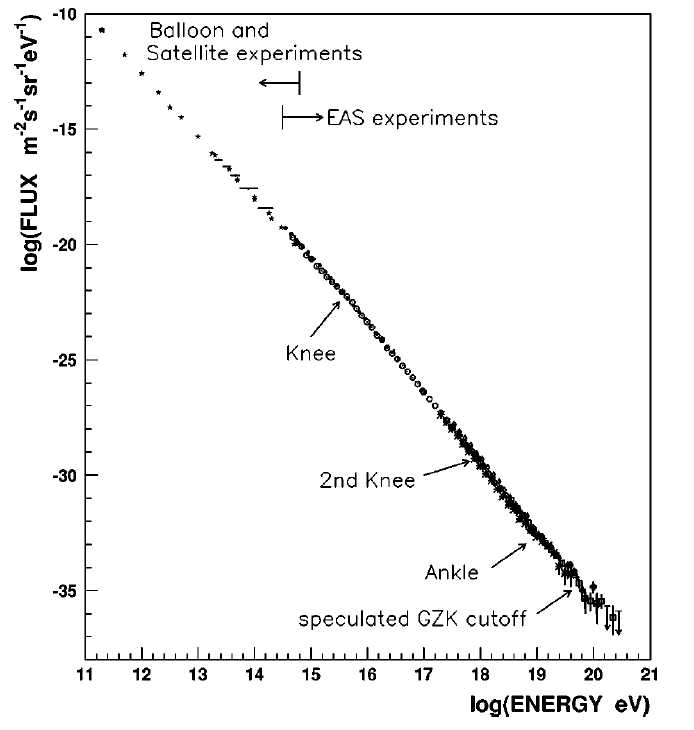 -10
Balloon and
Satellite experiments
EAS experiments
-15
-20
-25
-30
-35
log(FLUX m-2s-1sr-1eV-1)
Knee
2nd Knee
Ankle
speculated GZK cutoff
11 12 13 14 15 16 17 18 19 20 21
log(ENERGY eV)